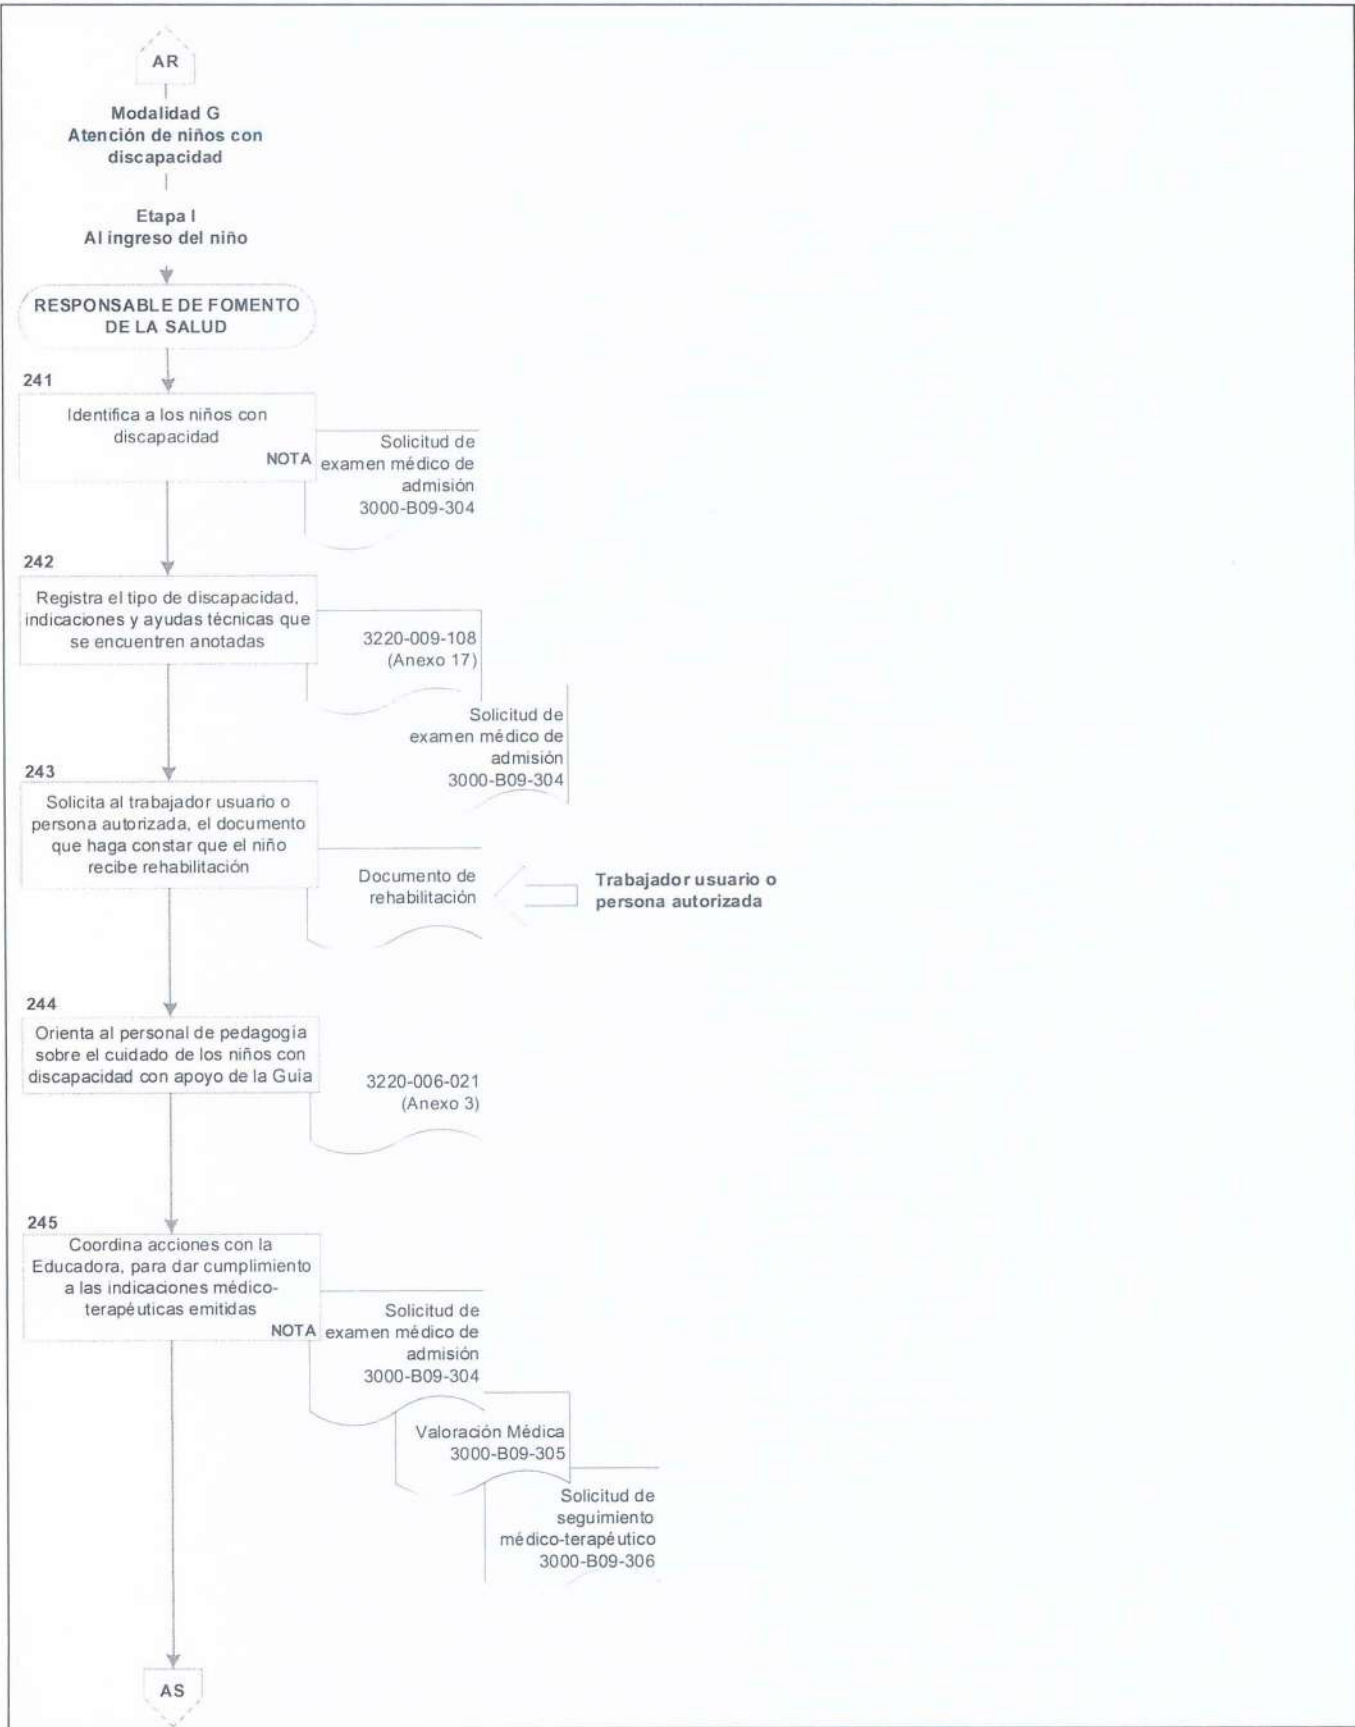 AR
Modalidad G
Atención de niños con
discapacidad
Etapa I
Al ingreso del niño
RESPONSABLE DE FOMENTO
DE LA SALUD
241
Identifica a los niños con
discapacidad
NOTA
Solicitud de
examen médico de
admisión
3000-B09-304
242
Registra el tipo de discapacidad,
indicaciones y ayudas técnicas que
se encuentren anotadas
3220-009-108
(Anexo 17)
Solicitud de
examen médico de
admisión
3000-B09-304
243
Solicita al trabajador usuario o
persona autorizada, el documento
que haga constar que el niño
recibe rehabilitación
Documento de
rehabilitación
Trabajador usuario o
persona autorizada
244
Orienta al personal de pedagogía
sobre el cuidado de los niños con
discapacidad con apoyo de la Guía
3220-006-021
(Anexo 3)
245
Coordina acciones con la
Educadora, para dar cumplimiento
a las indicaciones médico-
terapéuticas emitidas
NOTA
Solicitud de
examen médico de
admisión
3000-B09-304
Valoración Médica
3000-B09-305
Solicitud de
seguimiento
médico-terapéutico
3000-B09-306
AS